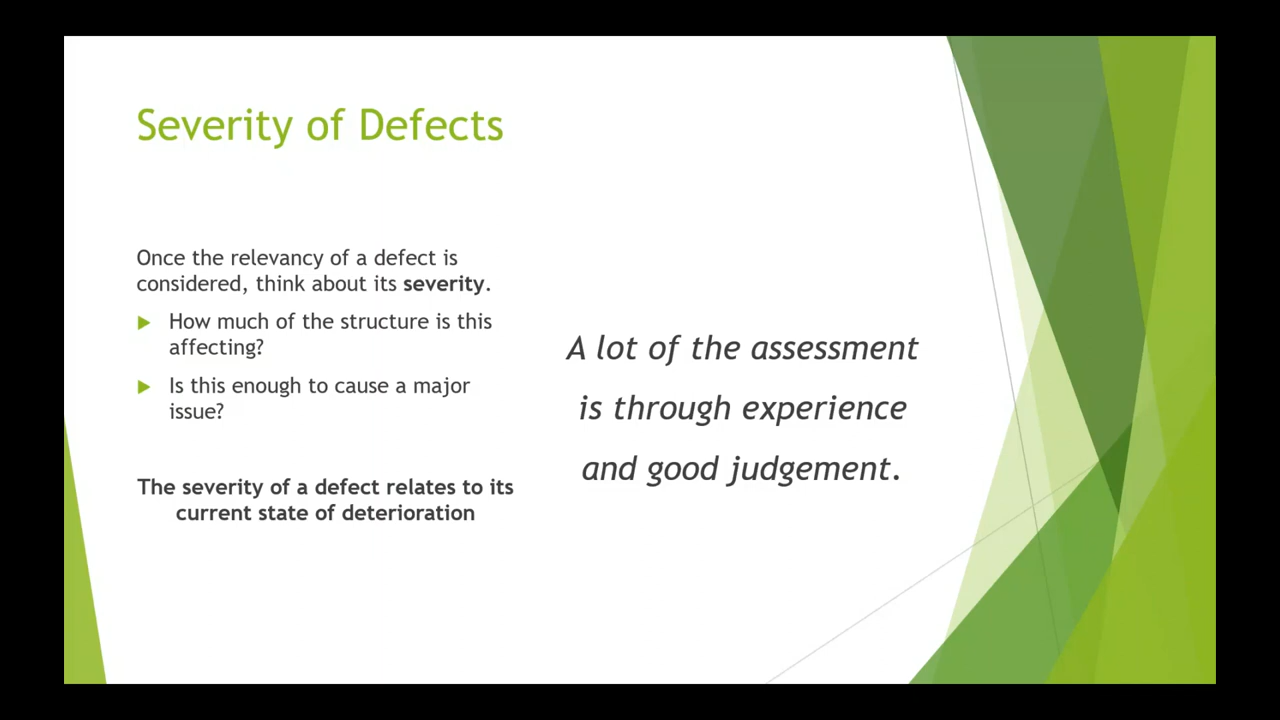 Severity of Defects
Once the relevancy of a defect is
considered, think about its severity.
How much of the structure is this
affecting?
Is this enough to cause a major
issue?
The severity of a defect relates to its
current state of deterioration
A lot of the assessment
is through experience
and good judgement.